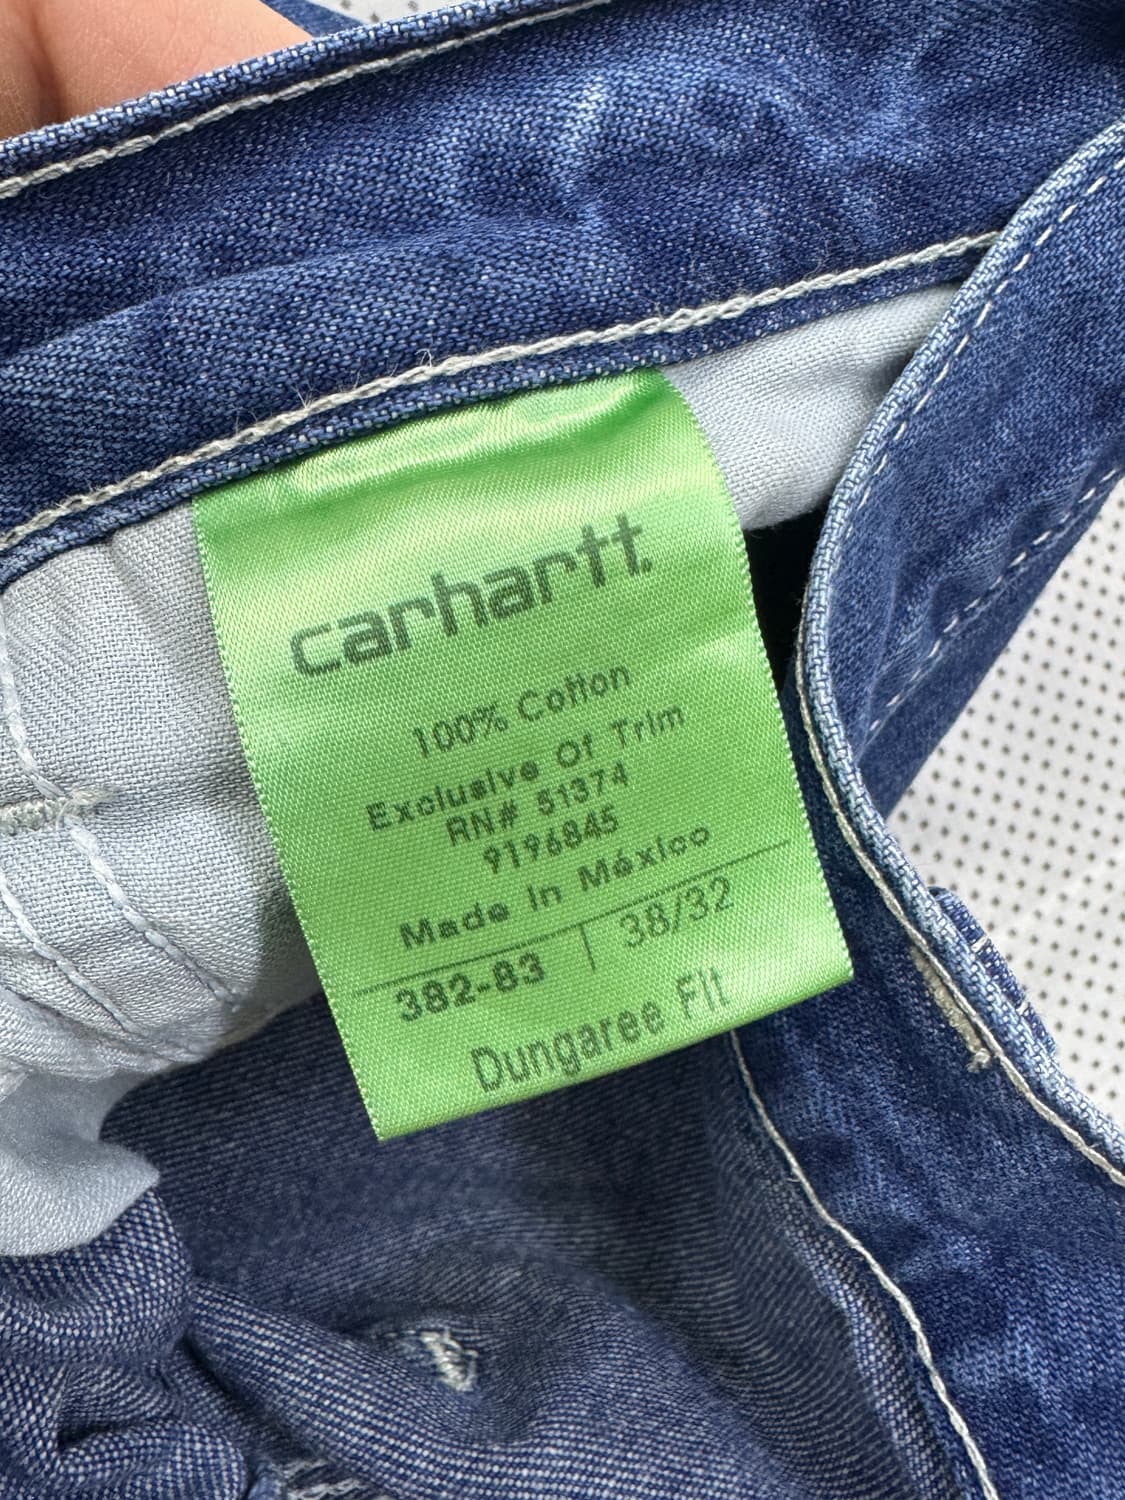 carhartt.
100% Cotton
Exclusive Of Trim
RN# 51374
9196845
Made In México
382-83 38/32
Dungaree Fit